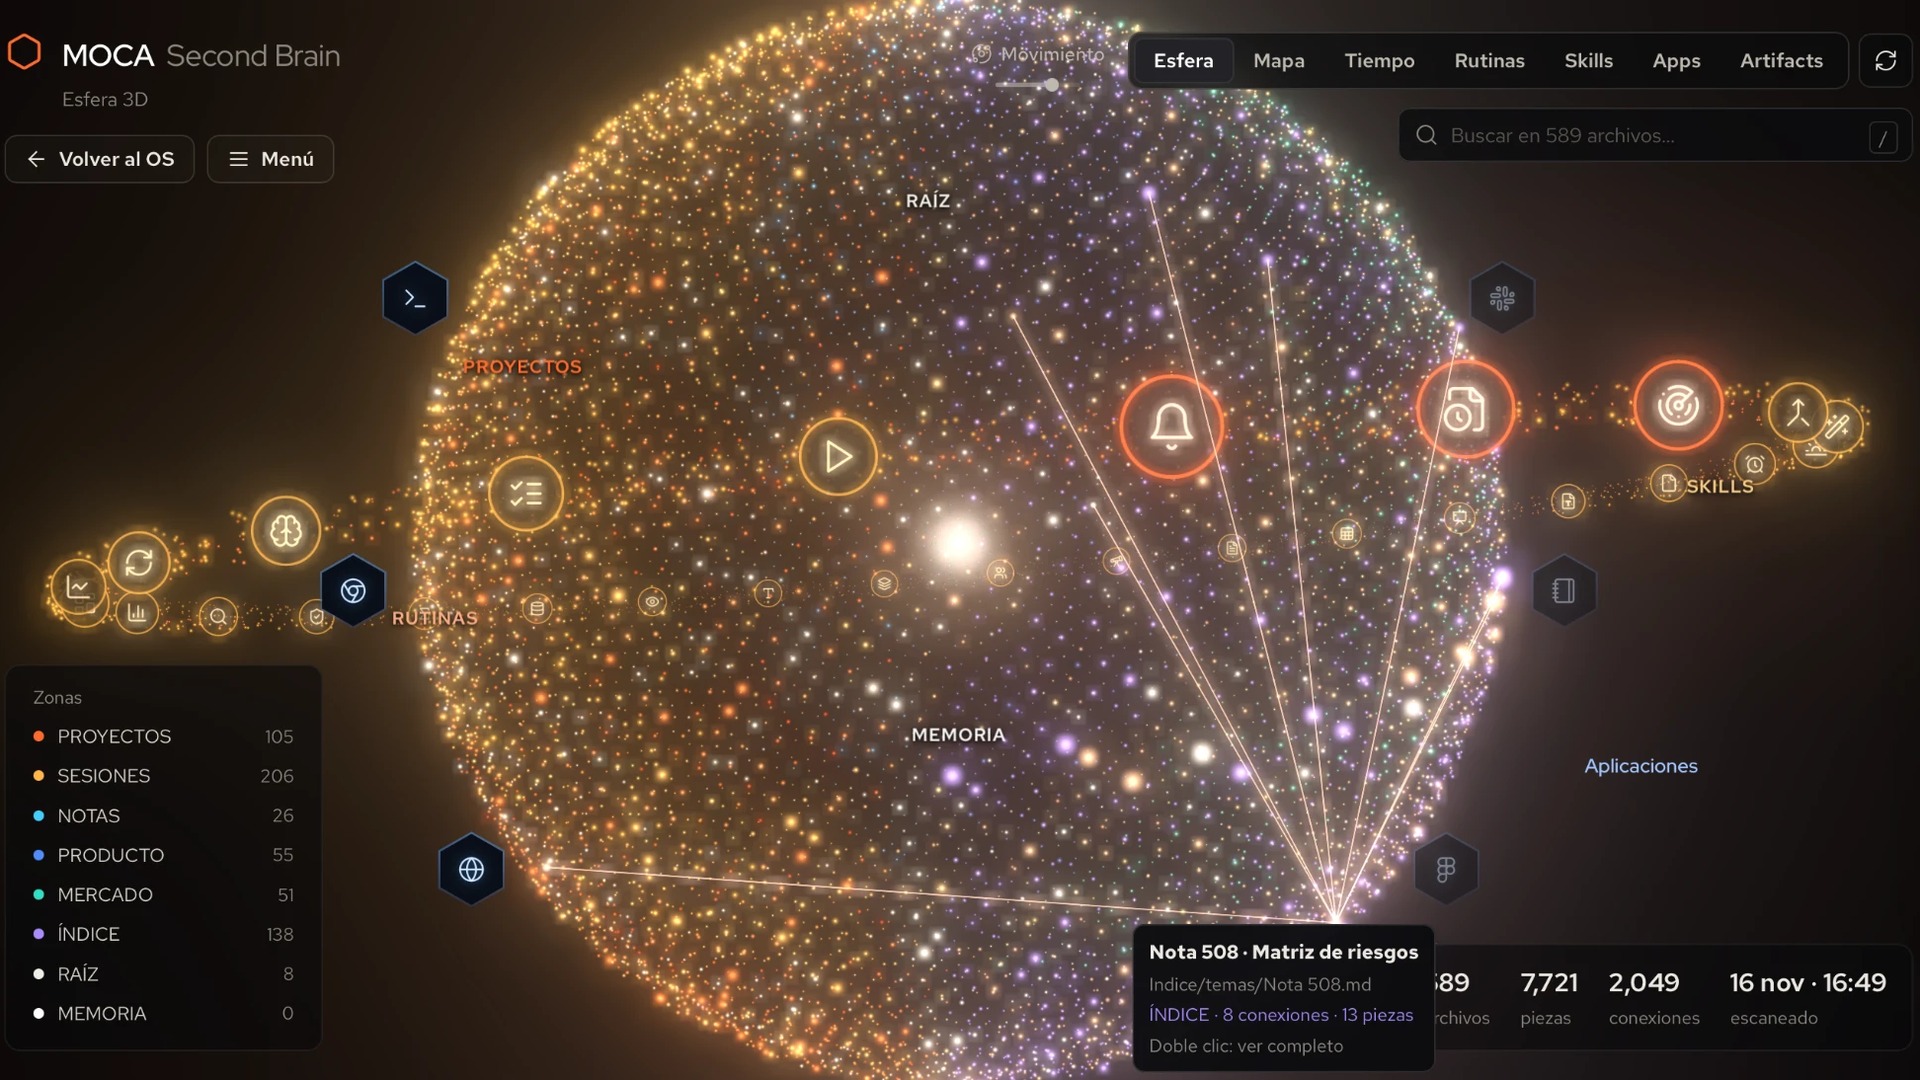 MOCA Second Brain
Esfera 3D
Volver al OS
Menú
Movimiento
Esfera
Mapa
Tiempo
Rutinas
Skills
Apps
Artifacts
Buscar en 589 archivos...
/
RAÍZ
PROYECTOS
SKILLS
RUTINAS
MEMORIA
Aplicaciones
Zonas
PROYECTOS 105
SESIONES 206
NOTAS 26
PRODUCTO 55
MERCADO 51
ÍNDICE 138
RAÍZ 8
MEMORIA 0
Nota 508 · Matriz de riesgos
Indice/temas/Nota 508.md
ÍNDICE · 8 conexiones · 13 piezas
Doble clic: ver completo
7,721
piezas
2,049
conexiones
16 nov · 16:49
escaneado